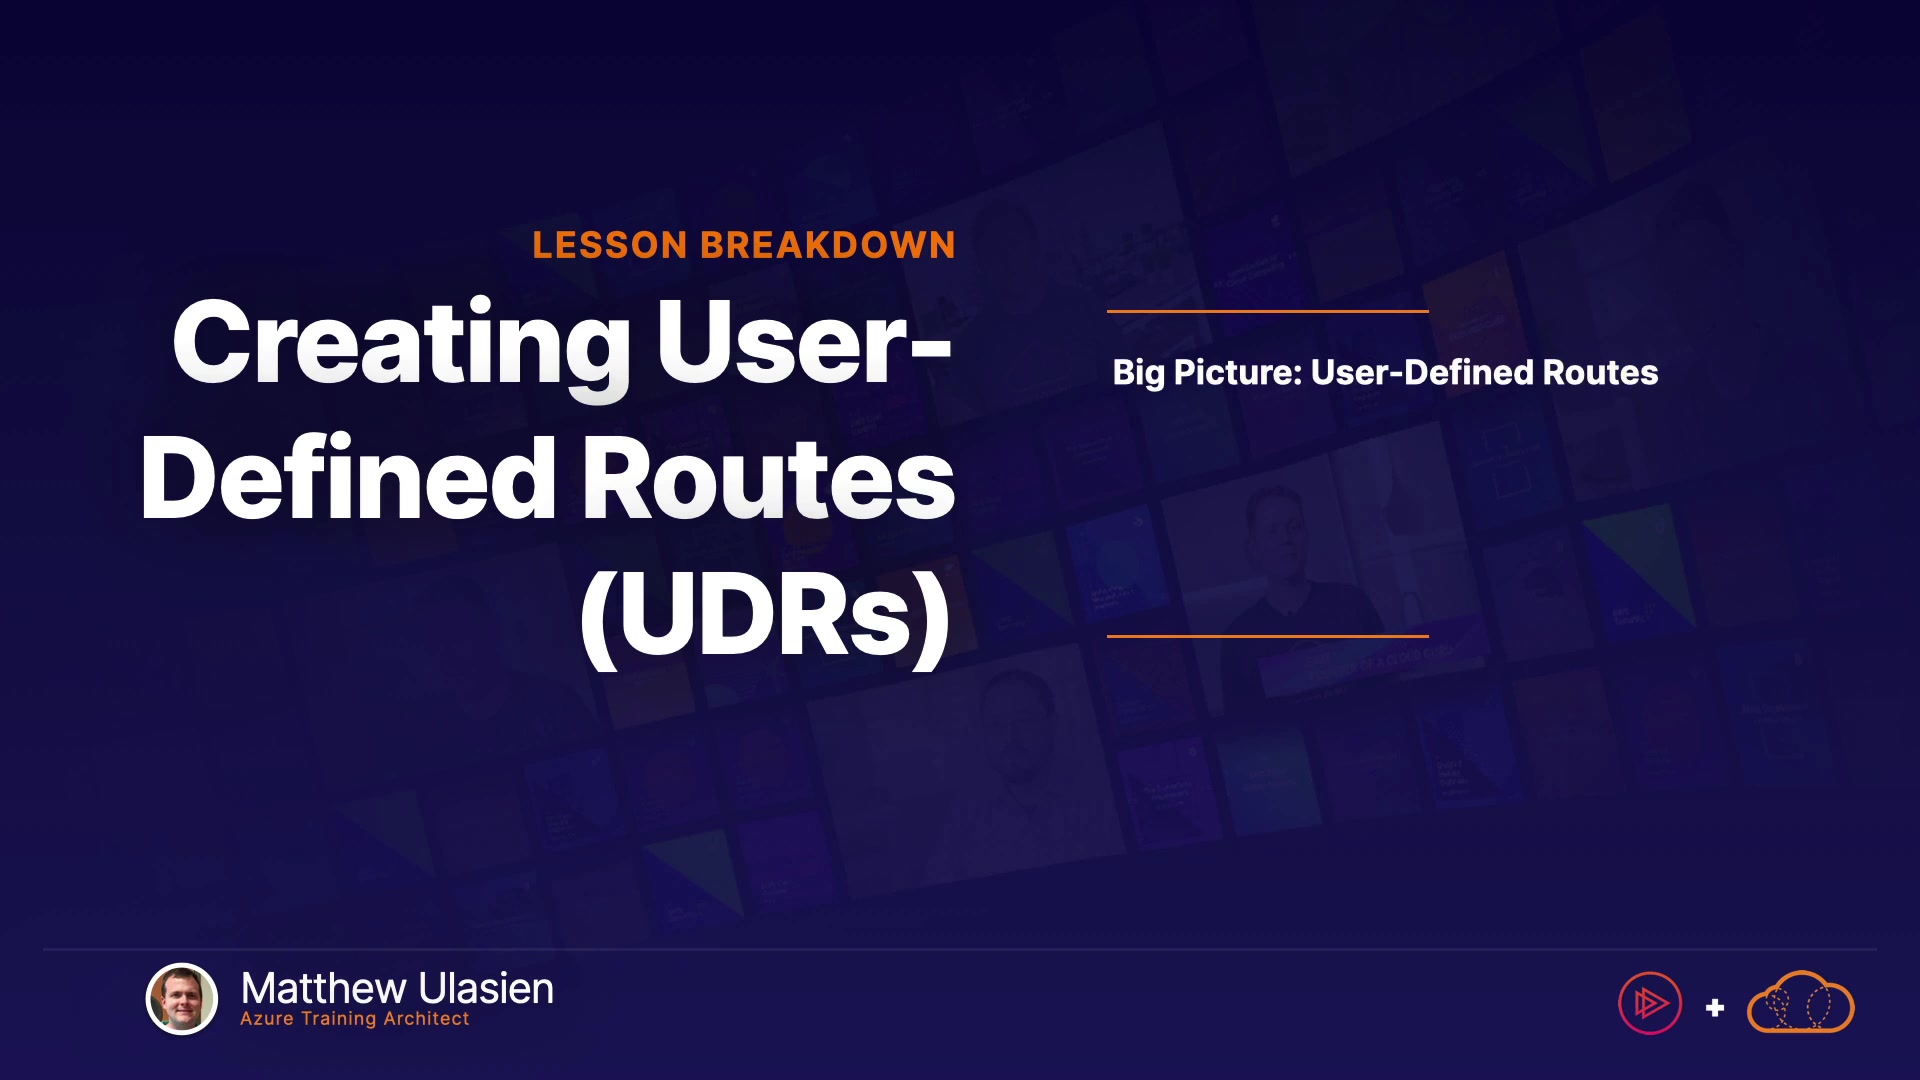 LESSON BREAKDOWN
Creating User-
Defined Routes
(UDRs)
Big Picture: User-Defined Routes
Matthew Ulasien
Azure Training Architect